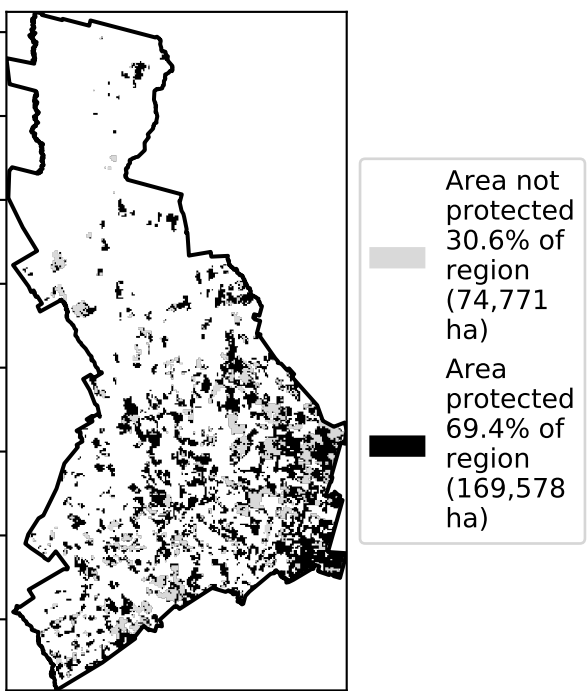 Area not
protected
30.6% of
region
(74,771
ha)
Area
protected
69.4% of
region
(169,578
ha)